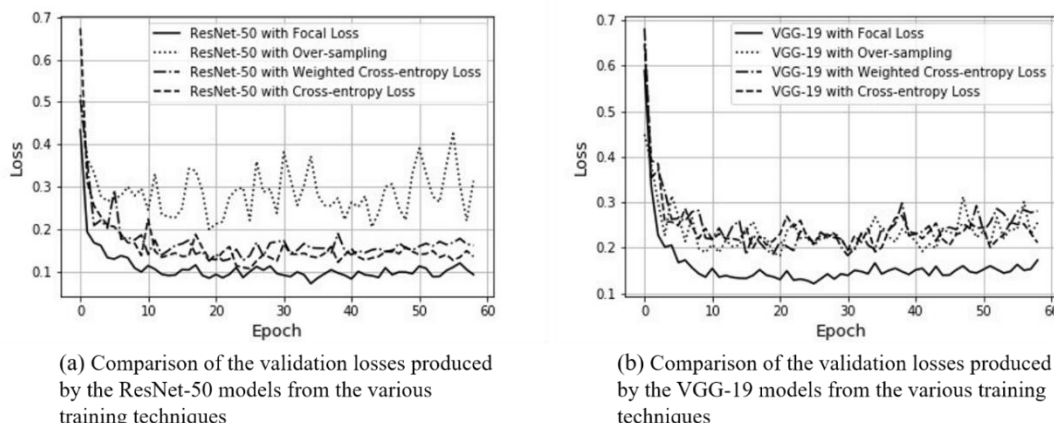 0.7
0.6
0.5
0.4
0.3
0.2
0.1
Loss
ResNet-50 with Focal Loss
ResNet-50 with Over-sampling
ResNet-50 with Weighted Cross-entropy Loss
ResNet-50 with Cross-entropy Loss
0 10 20 30 40 50 60
Epoch
(a) Comparison of the validation losses produced
by the ResNet-50 models from the various
training techniques
0.7
0.6
0.5
0.4
0.3
0.2
0.1
Loss
VGG-19 with Focal Loss
VGG-19 with Over-sampling
VGG-19 with Weighted Cross-entropy Loss
VGG-19 with Cross-entropy Loss
0 10 20 30 40 50 60
Epoch
(b) Comparison of the validation losses produced
by the VGG-19 models from the various training
techniques